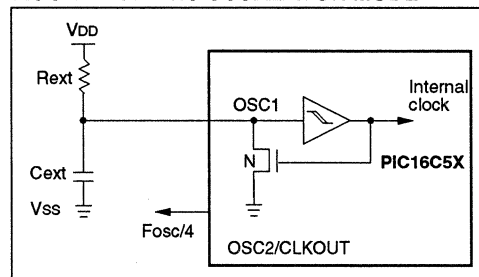 VDD
Rext
Cext
VSS
OSC1
Internal
clock
N
PIC16C5X
Fosc/4
OSC2/CLKOUT